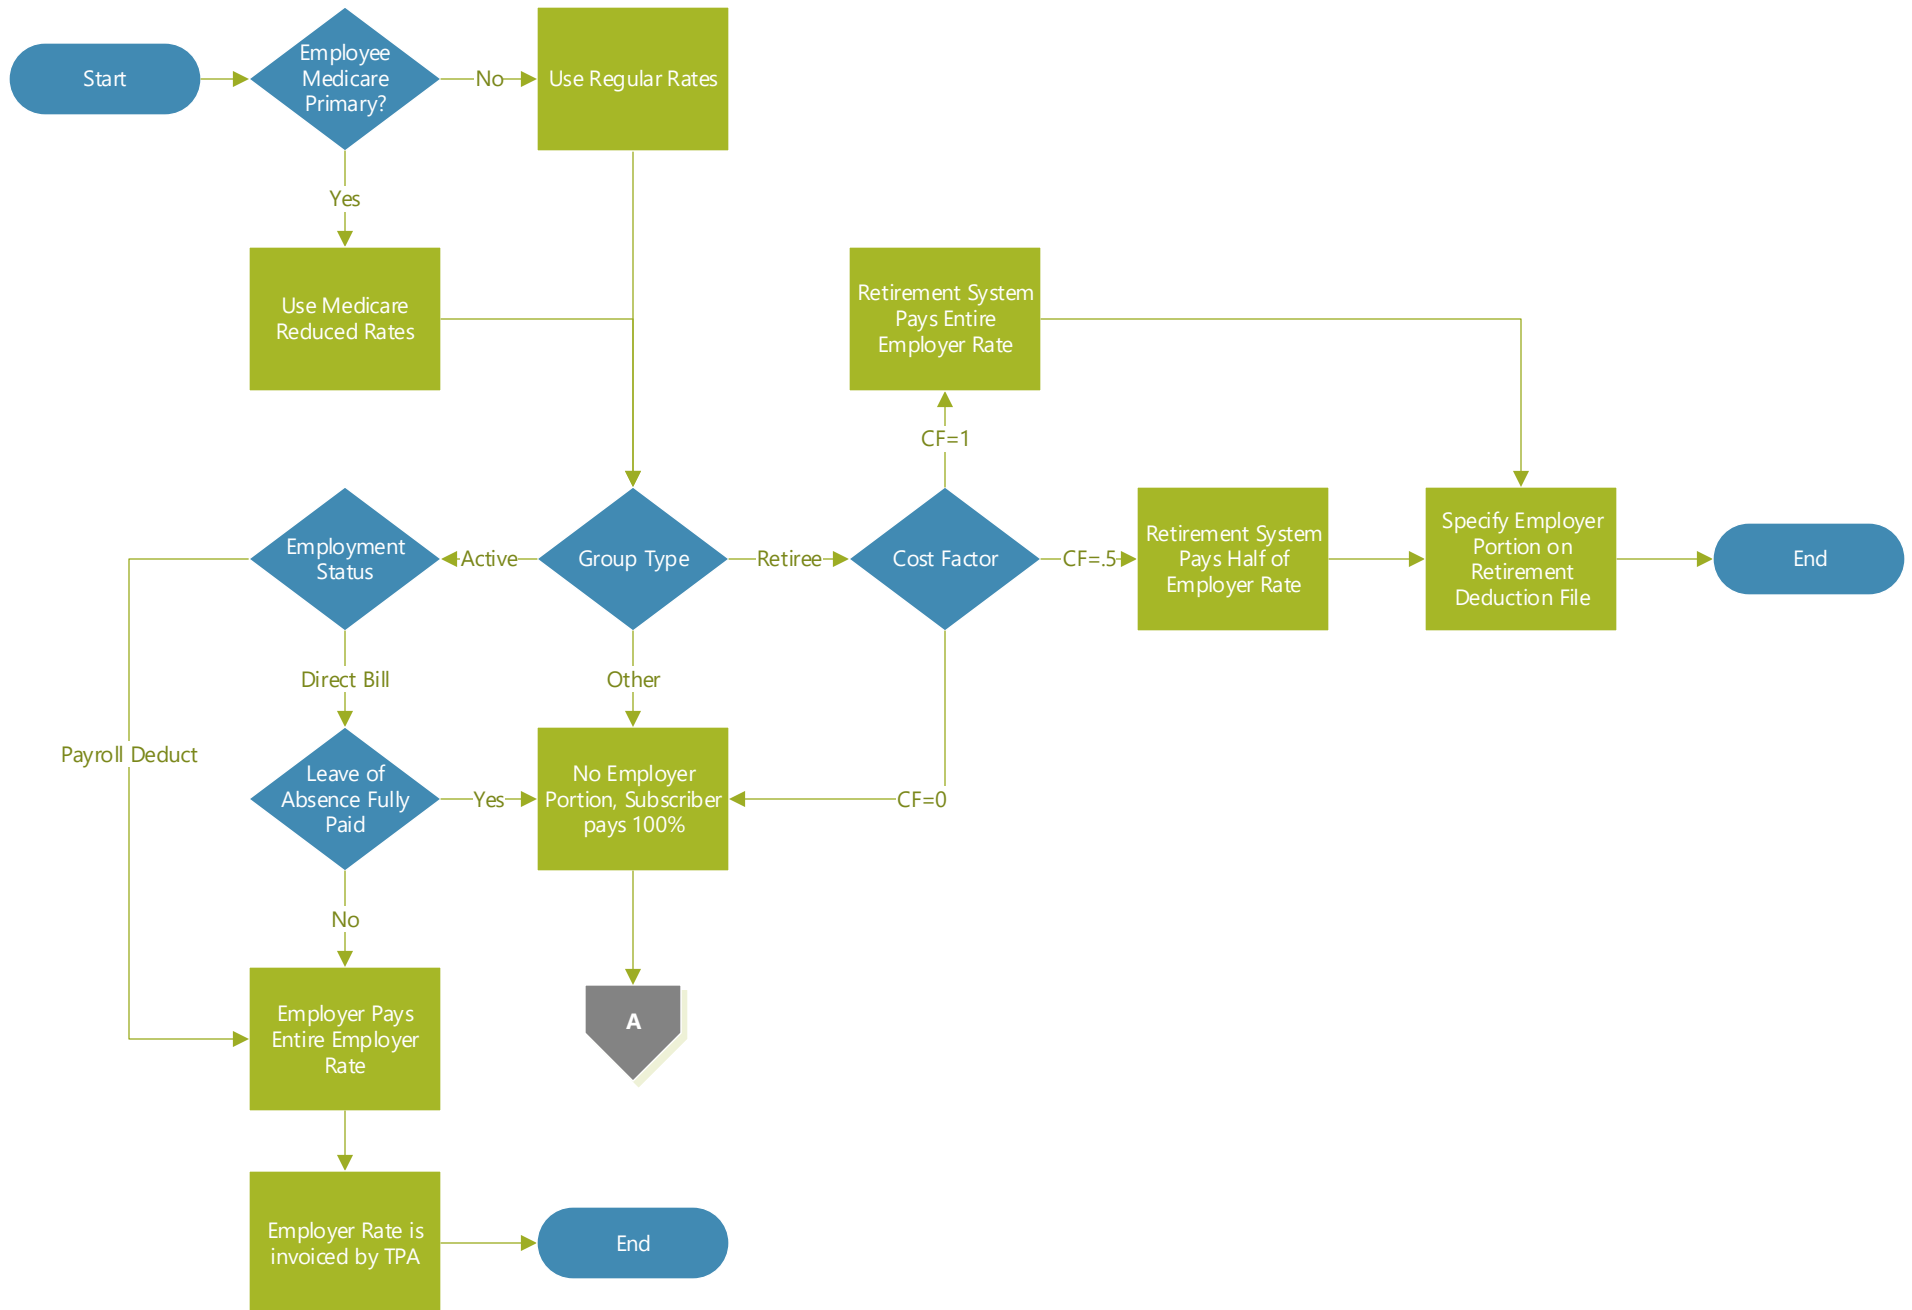 Start
Employee
Medicare
Primary?
No
Use Regular Rates
Yes
Use Medicare
Reduced Rates
Retirement System
Pays Entire
Employer Rate
CF=1
Employment
Status
Active
Group Type
Retiree
Cost Factor
CF=.5
Retirement System
Pays Half of
Employer Rate
Specify Employer
Portion on
Retirement
Deduction File
End
Direct Bill
Other
Payroll Deduct
Leave of
Absence Fully
Paid
Yes
No Employer
Portion, Subscriber
pays 100%
CF=0
No
Employer Pays
Entire Employer
Rate
A
Employer Rate is
invoiced by TPA
End